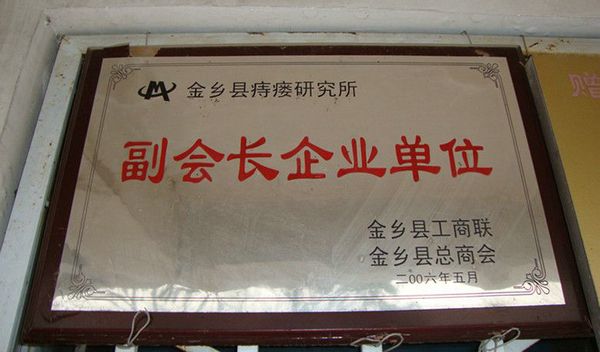 金乡县痔瘘研究所
副会长企业单位
金乡县工商联
金乡县总商会
二00六年五月
赠